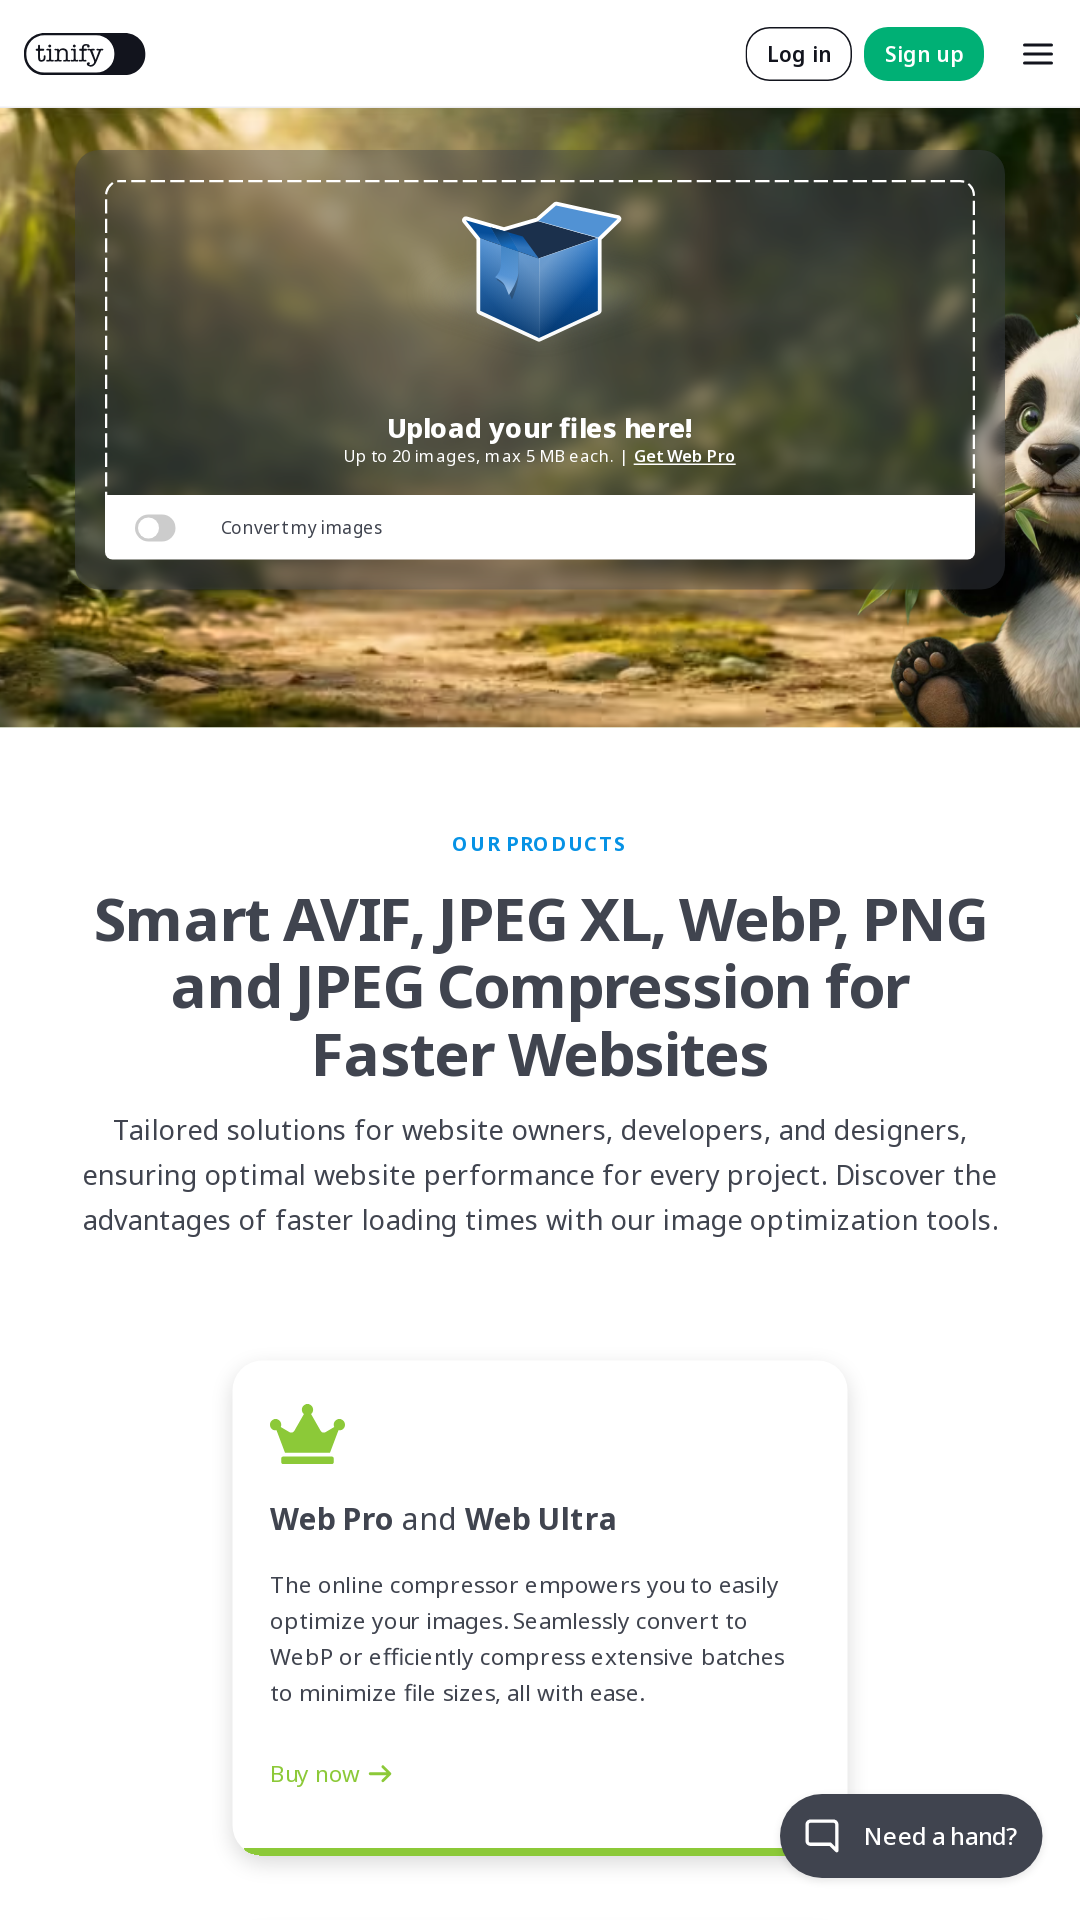 tinify
Log in
Sign up
Upload your files here!
Up to 20 images, max 5 MB each. | Get Web Pro
Convert my images
OUR PRODUCTS
Smart AVIF, JPEG XL, WebP, PNG
and JPEG Compression for
Faster Websites
Tailored solutions for website owners, developers, and designers,
ensuring optimal website performance for every project. Discover the
advantages of faster loading times with our image optimization tools.
Web Pro and Web Ultra
The online compressor empowers you to easily
optimize your images. Seamlessly convert to
WebP or efficiently compress extensive batches
to minimize file sizes, all with ease.
Buy now
Need a hand?